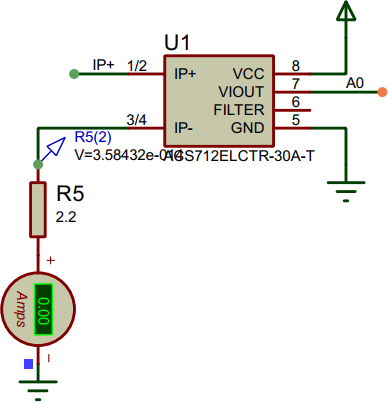 U1
IP+
1/2
IP+
VCC
8
VIOUT
7
A0
FILTER
6
3/4
IP-
GND
5
R5(2)
V=3.58432e-014
ACS712ELCTR-30A-T
R5
2.2
+
Amps
0.00
−